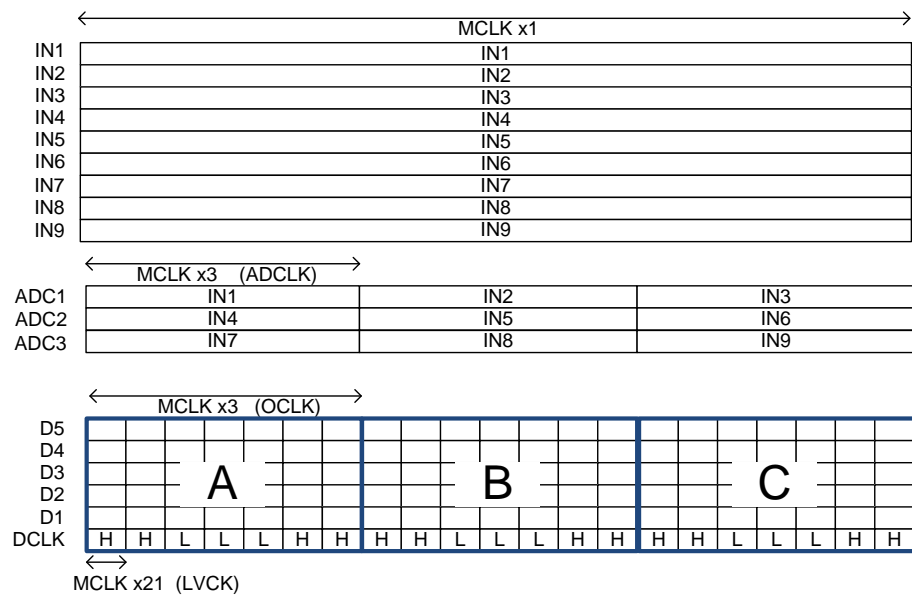 MCLK x1
IN1 IN1
IN2 IN2
IN3 IN3
IN4 IN4
IN5 IN5
IN6 IN6
IN7 IN7
IN8 IN8
IN9 IN9
MCLK x3 (ADCLK)
ADC1 IN1 IN2 IN3
ADC2 IN4 IN5 IN6
ADC3 IN7 IN8 IN9
MCLK x3 (OCLK)
D5
D4
D3
A B C
D2
D1
DCLK H H L L L H H H H L L L H H H H L L L H H
MCLK x21 (LVCK)